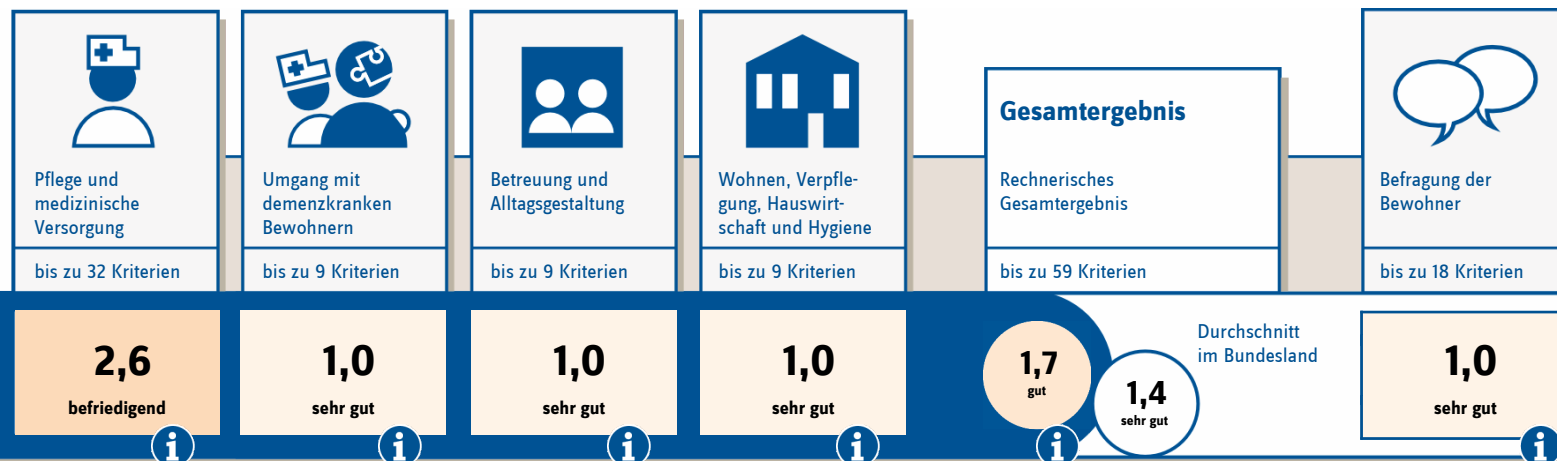 Pflege und
medizinische
Versorgung
bis zu 32 Kriterien
2,6
befriedigend
i
Umgang mit
demenzkranken
Bewohnern
bis zu 9 Kriterien
1,0
sehr gut
i
Betreuung und
Alltagsgestaltung
bis zu 9 Kriterien
1,0
sehr gut
i
Wohnen, Verpfle-
gung, Hauswirt-
schaft und Hygiene
bis zu 9 Kriterien
1,0
sehr gut
i
Gesamtergebnis
Rechnerisches
Gesamtergebnis
bis zu 59 Kriterien
1,7
gut
i
Durchschnitt
im Bundesland
1,4
sehr gut
Befragung der
Bewohner
bis zu 18 Kriterien
1,0
sehr gut
i